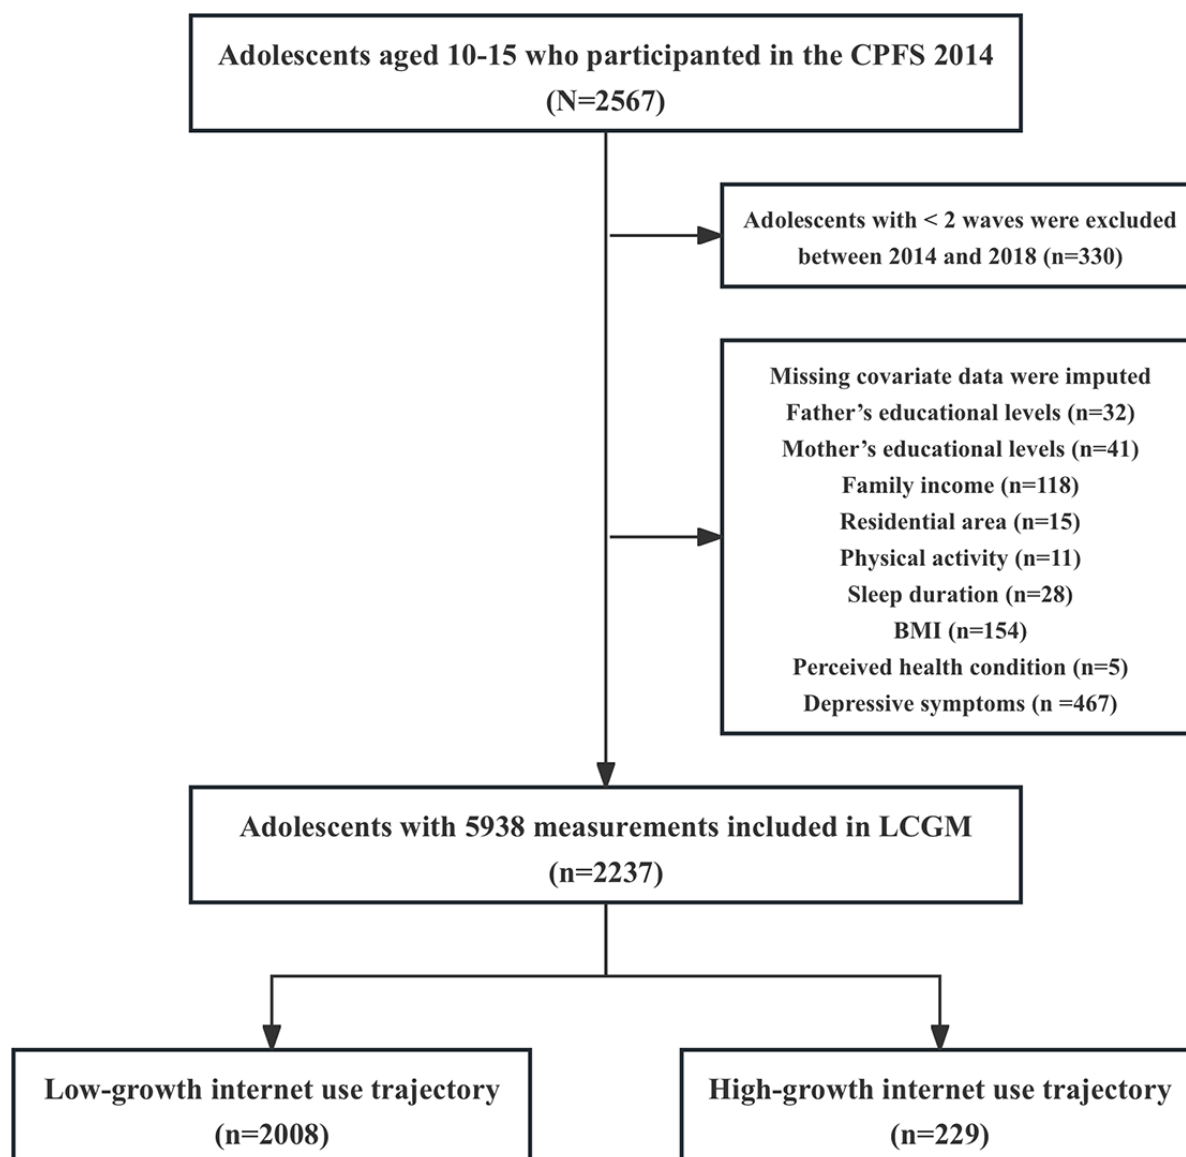 Adolescents aged 10-15 who participanted in the CPFS 2014
(N=2567)
Adolescents with < 2 waves were excluded
between 2014 and 2018 (n=330)
Missing covariate data were imputed
Father’s educational levels (n=32)
Mother’s educational levels (n=41)
Family income (n=118)
Residential area (n=15)
Physical activity (n=11)
Sleep duration (n=28)
BMI (n=154)
Perceived health condition (n=5)
Depressive symptoms (n =467)
Adolescents with 5938 measurements included in LCGM
(n=2237)
Low-growth internet use trajectory
(n=2008)
High-growth internet use trajectory
(n=229)